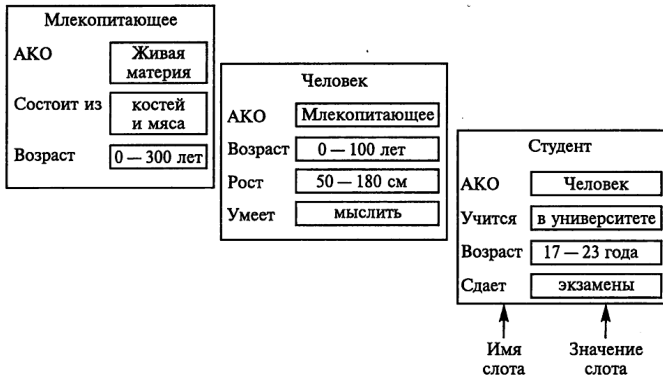 Млекопитающее
АКО
Живая
материя
Состоит из
костей
и мяса
Возраст
0 — 300 лет
Человек
АКО
Млекопитающее
Возраст
0 — 100 лет
Рост
50 — 180 см
Умеет
мыслить
Студент
АКО
Человек
Учится
в университете
Возраст
17 — 23 года
Сдает
экзамены
Имя
слота
Значение
слота